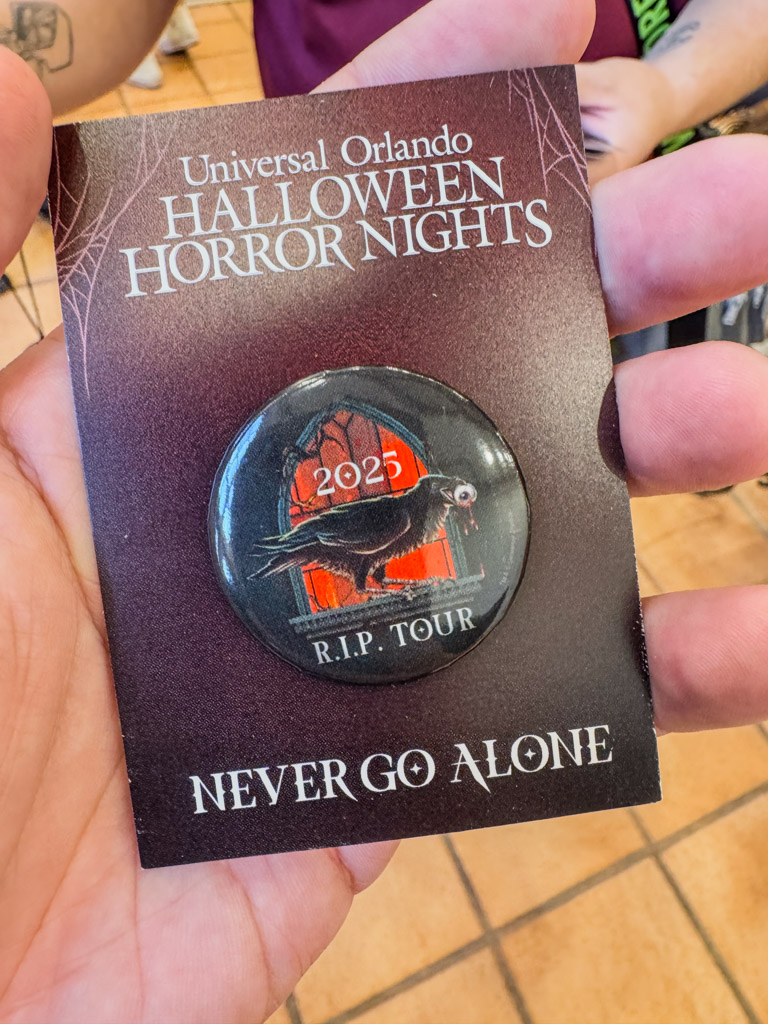 Universal Orlando
HALLOWEEN
HORROR NIGHTS
2025
R.I.P. TOUR
NEVER GO ALONE